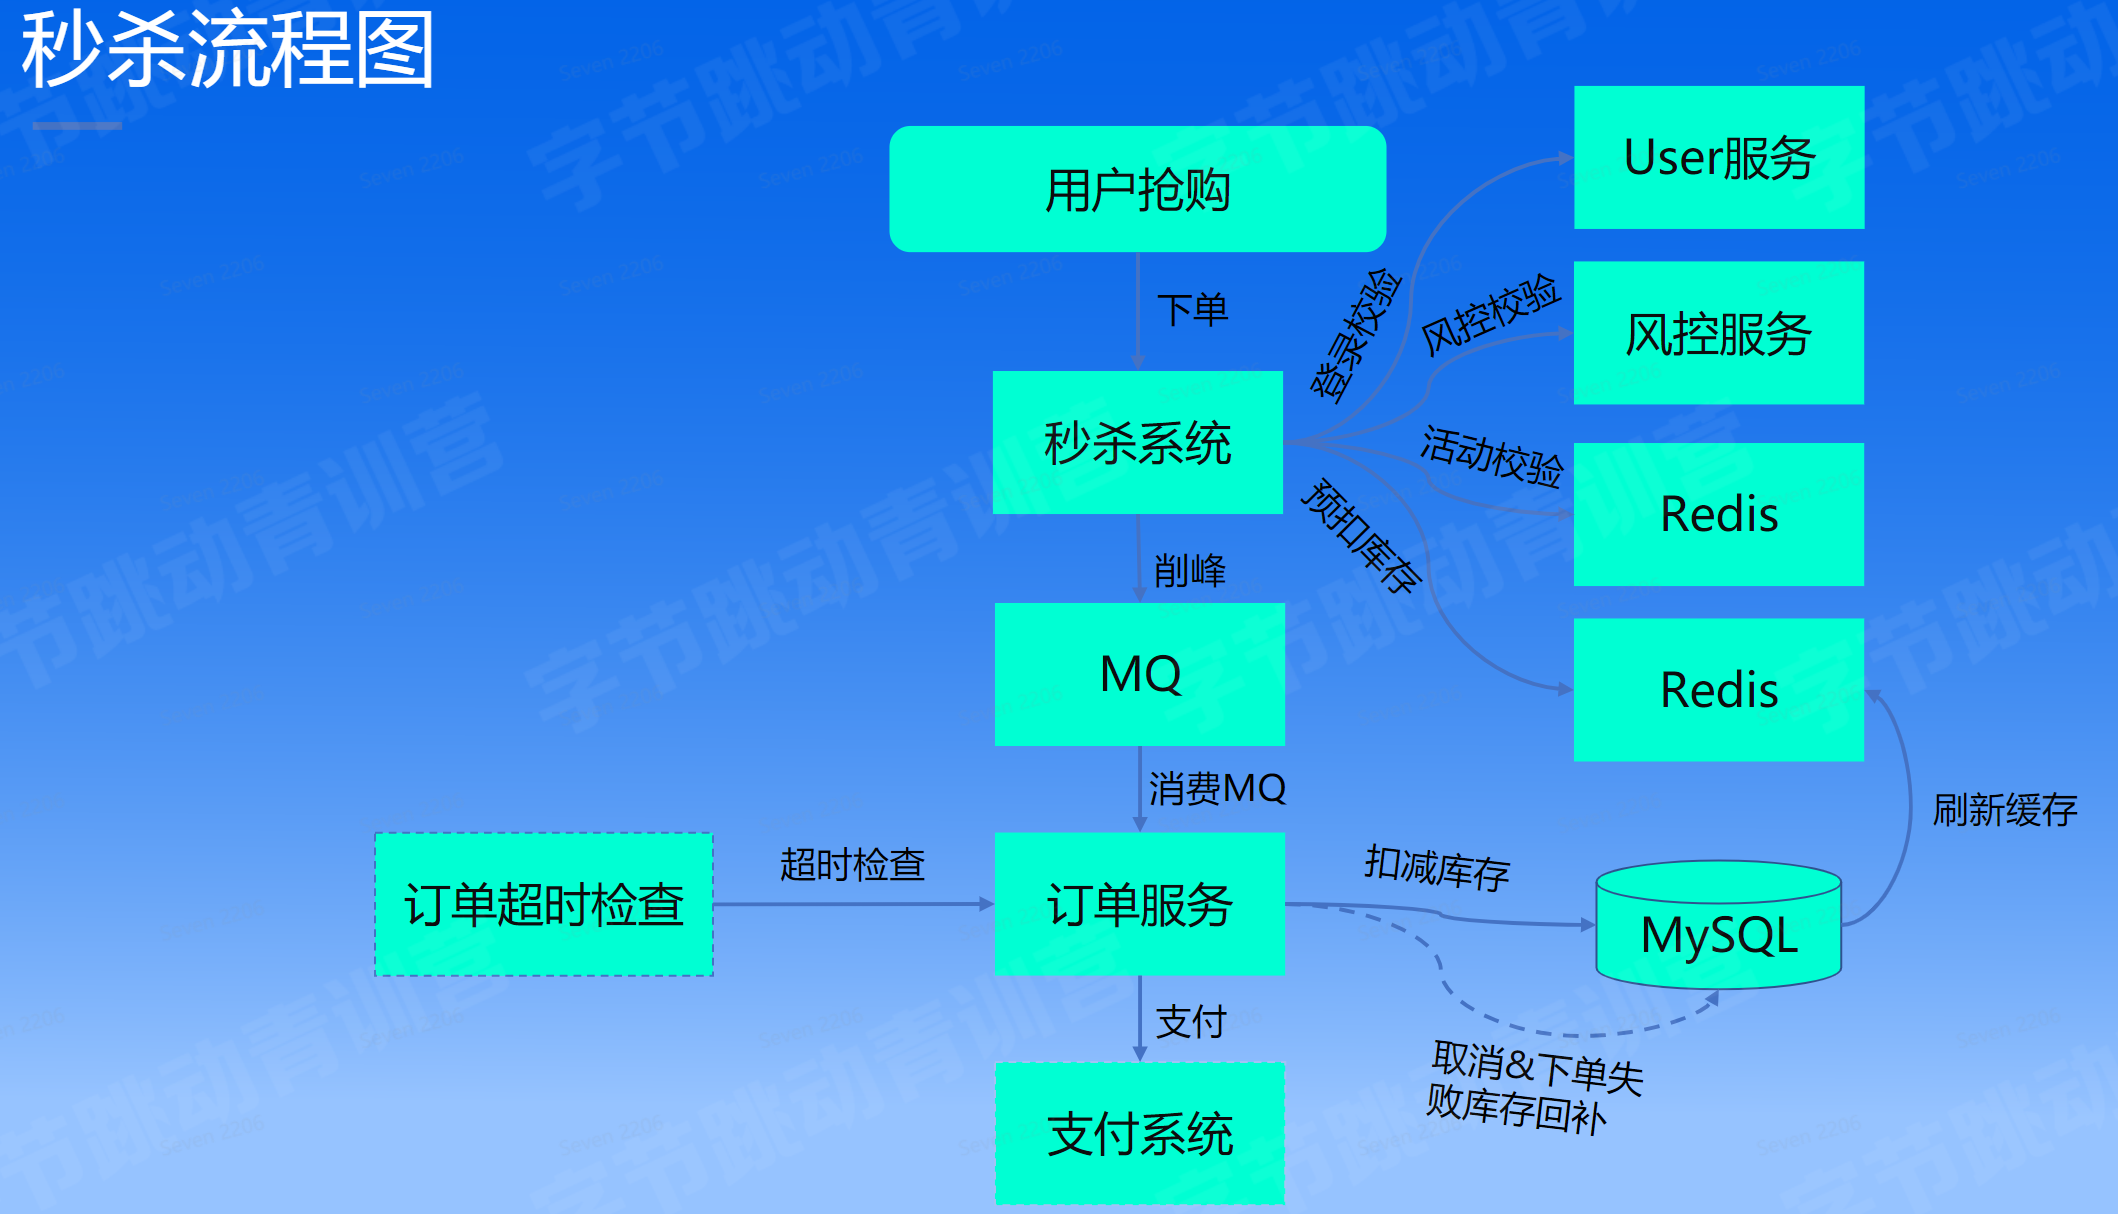 秒杀流程图
用户抢购
下单
秒杀系统
登录校验
User服务
风控校验
风控服务
活动校验
Redis
预扣库存
Redis
削峰
MQ
消费MQ
订单超时检查
超时检查
订单服务
扣减库存
MySQL
刷新缓存
取消&下单失
败库存回补
支付
支付系统
字节跳动青训营
Seven 2206